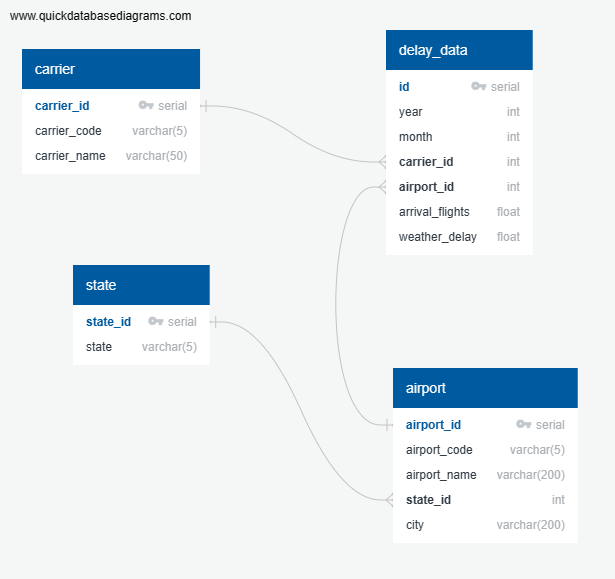 www.quickdatabasediagrams.com
carrier
carrier_id serial
carrier_code varchar(5)
carrier_name varchar(50)
delay_data
id serial
year int
month int
carrier_id int
airport_id int
arrival_flights float
weather_delay float
state
state_id serial
state varchar(5)
airport
airport_id serial
airport_code varchar(5)
airport_name varchar(200)
state_id int
city varchar(200)